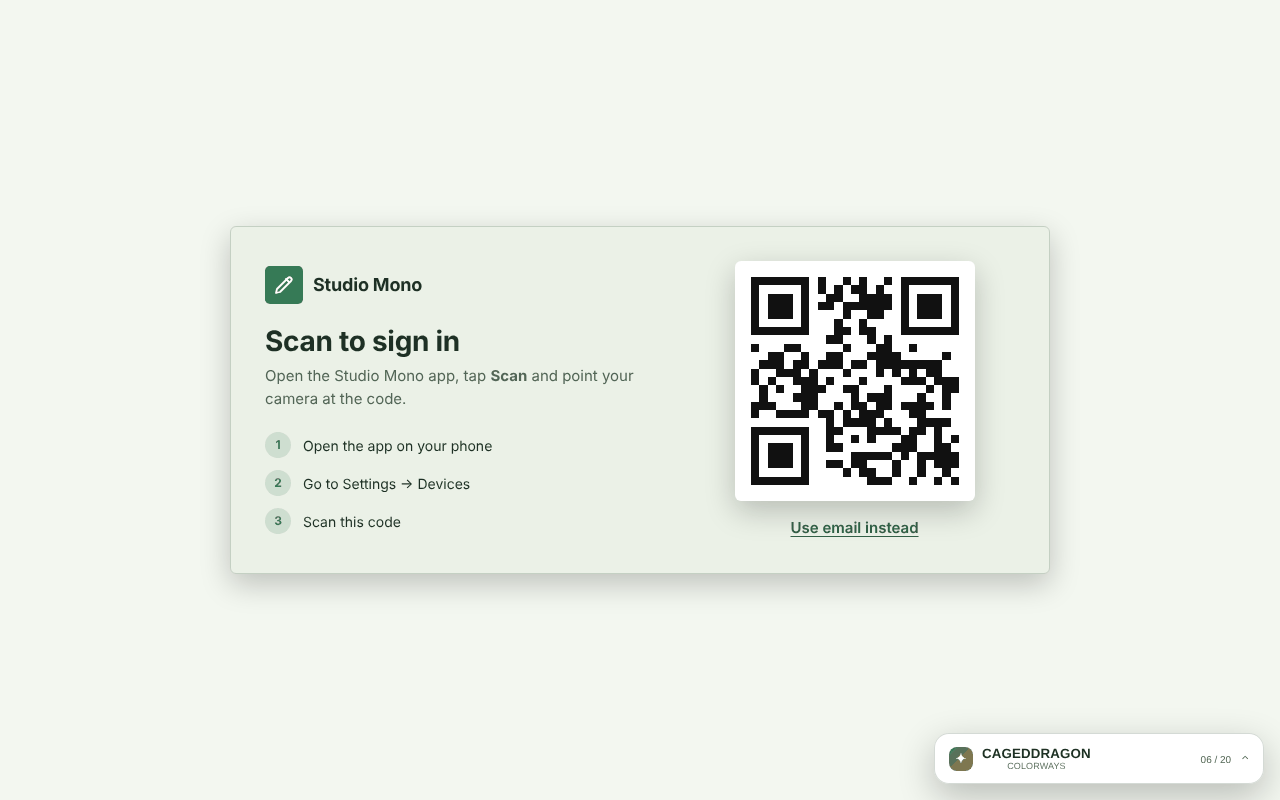 Studio Mono
Scan to sign in
Open the Studio Mono app, tap Scan and point your
camera at the code.
1 Open the app on your phone
2 Go to Settings → Devices
3 Scan this code
Use email instead
CAGEDDRAGON
COLORWAYS
06 / 20